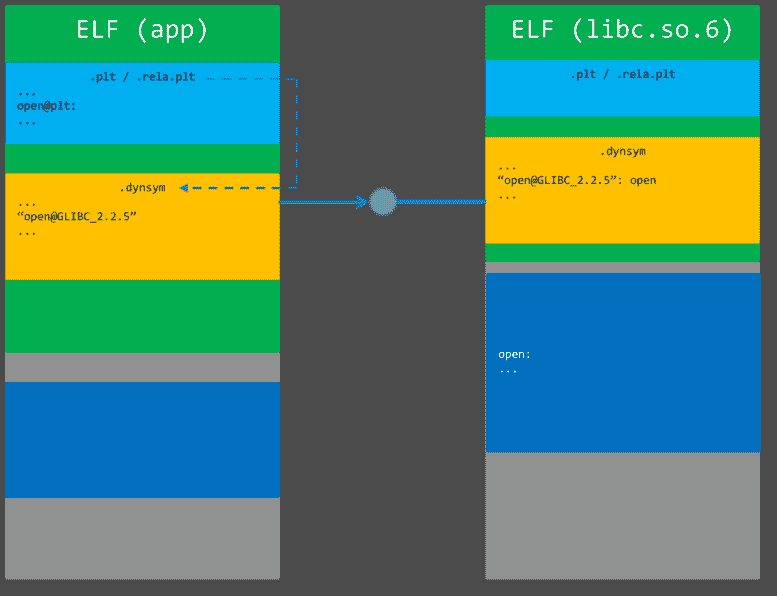 ELF (app)
.plt / .rela.plt
...
open@plt:
...
.dynsym
...
“open@GLIBC_2.2.5”
...
ELF (libc.so.6)
.plt / .rela.plt
.dynsym
...
“open@GLIBC_2.2.5”: open
...
open:
...